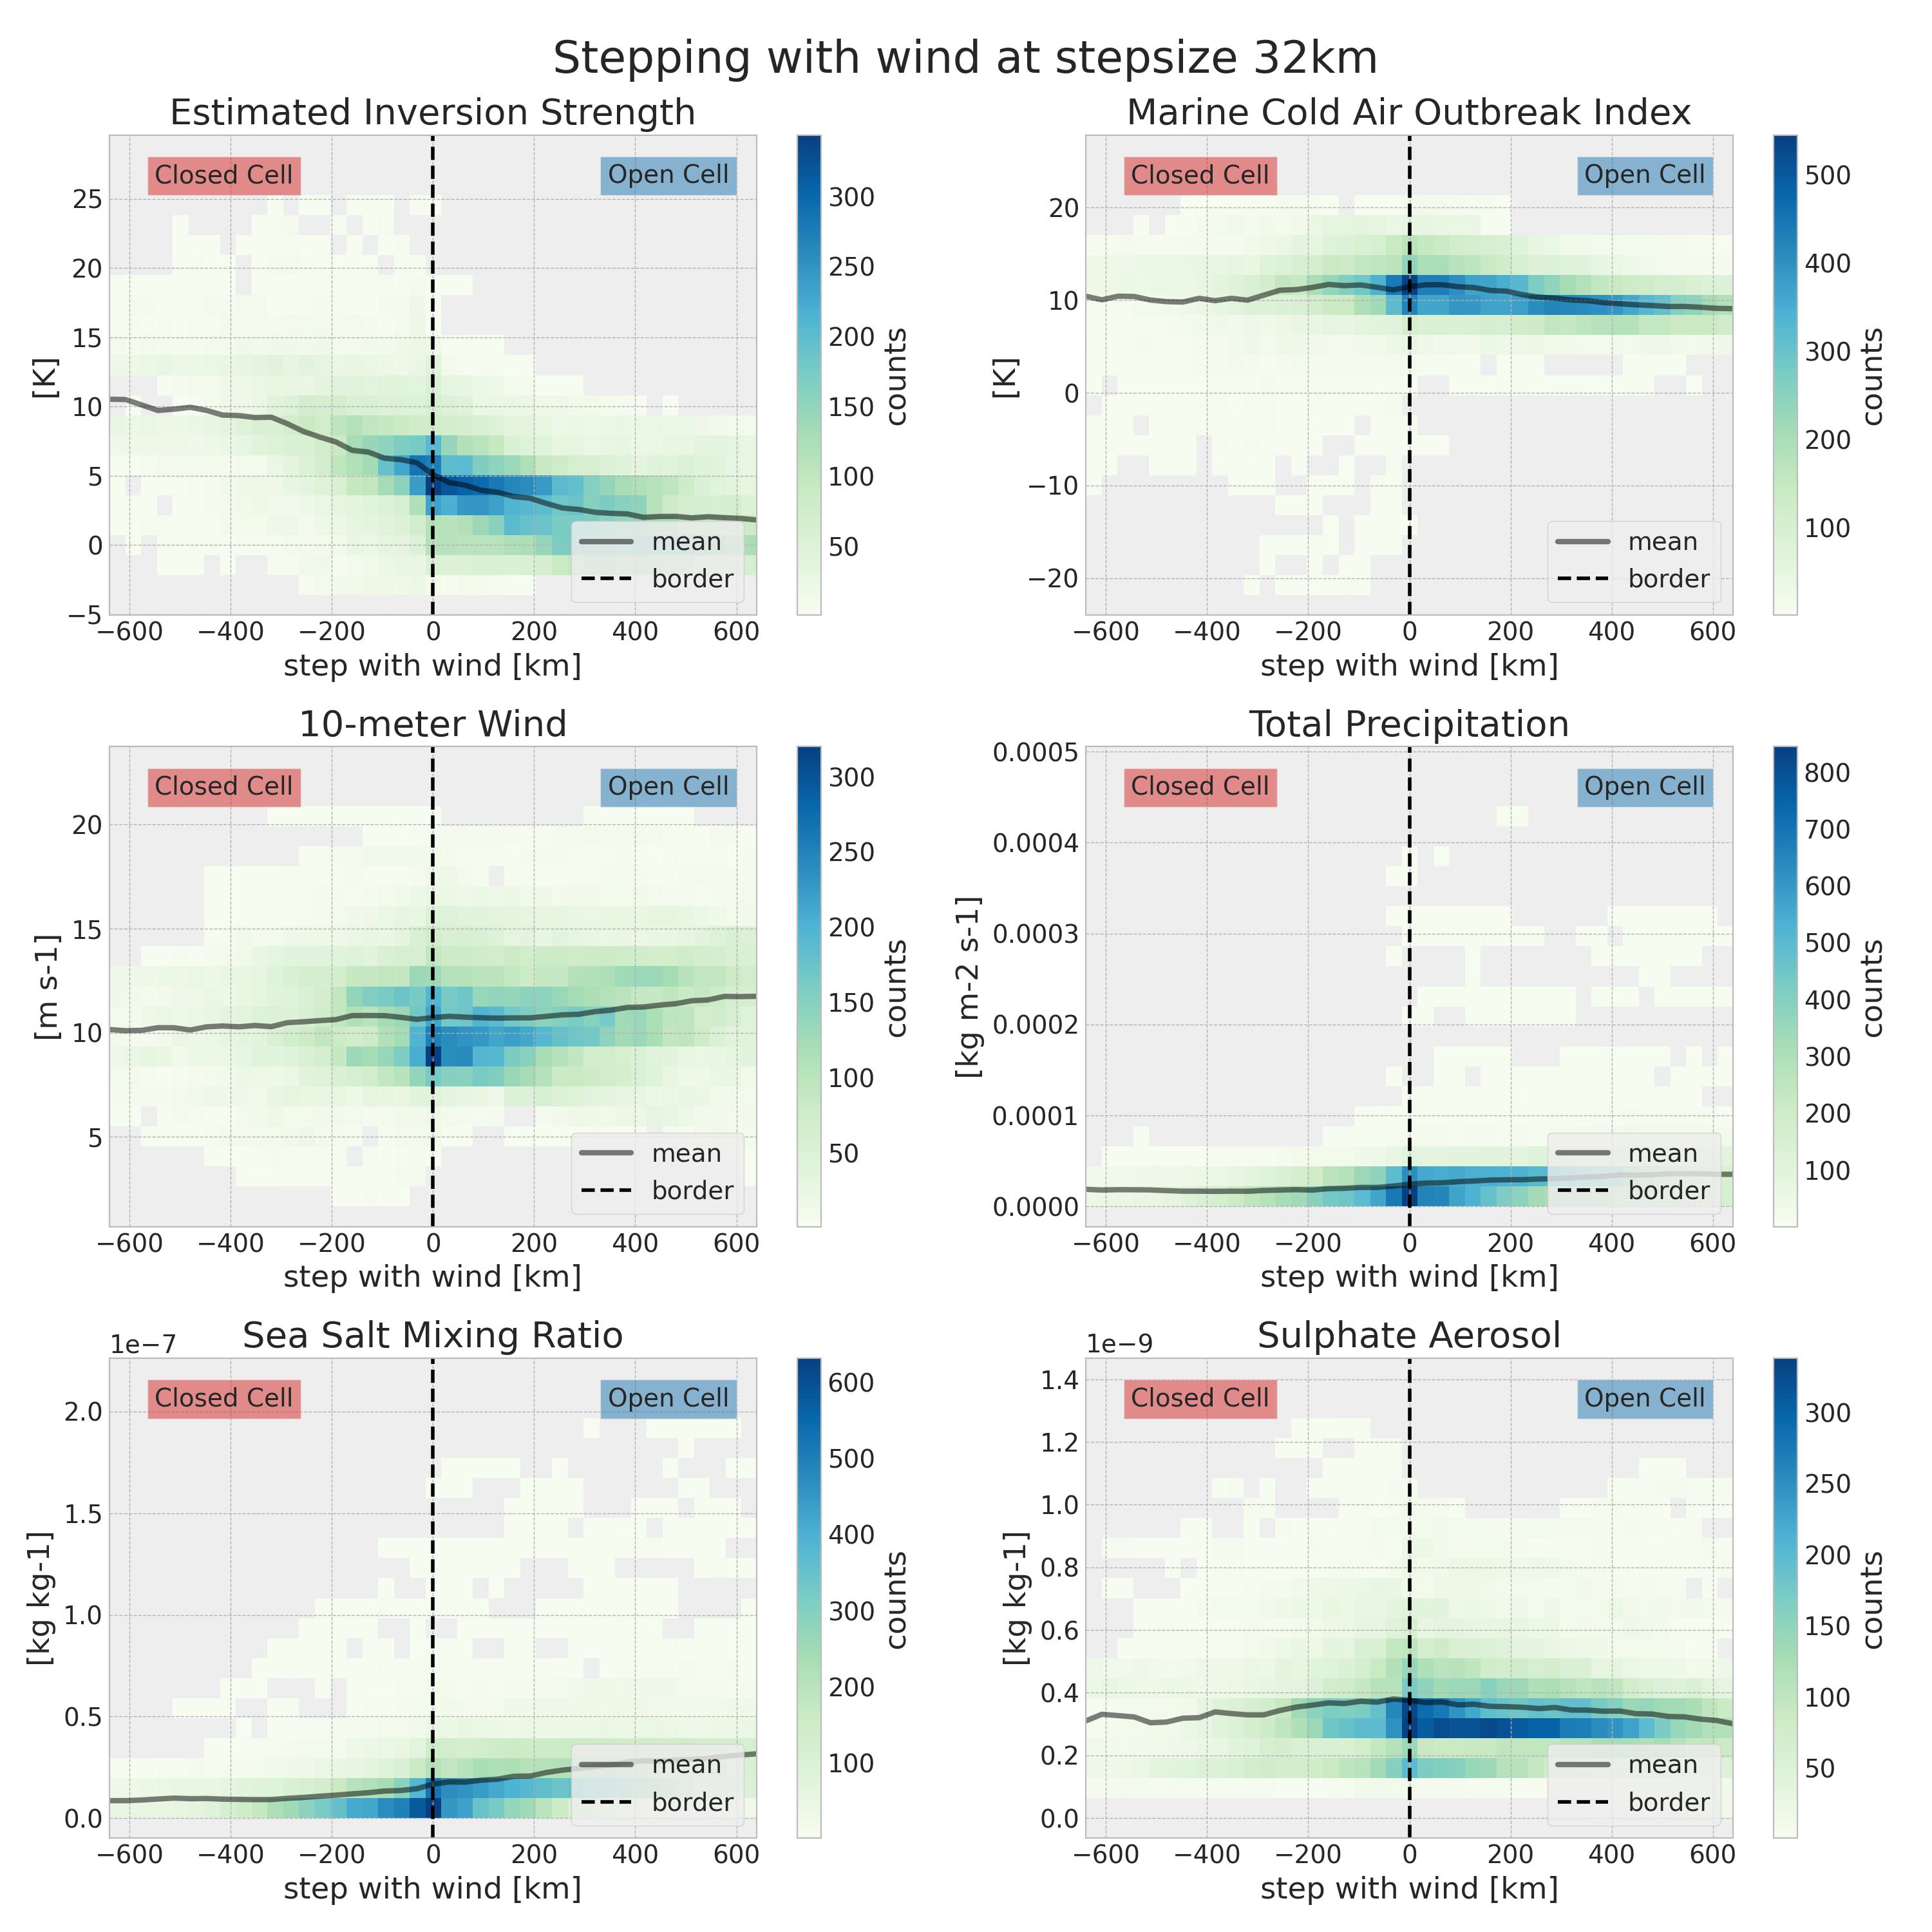 Stepping with wind at stepsize 32km
Estimated Inversion Strength
Closed Cell
Open Cell
25
20
15
10
5
0
−5
[K]
mean
border
−600 −400 −200 0 200 400 600
step with wind [km]
300
250
200
150
100
50
counts
Marine Cold Air Outbreak Index
Closed Cell
Open Cell
20
10
0
−10
−20
[K]
mean
border
−600 −400 −200 0 200 400 600
step with wind [km]
500
400
300
200
100
counts
10-meter Wind
Closed Cell
Open Cell
20
15
10
5
[m s-1]
mean
border
−600 −400 −200 0 200 400 600
step with wind [km]
300
250
200
150
100
50
counts
Total Precipitation
Closed Cell
Open Cell
0.0005
0.0004
0.0003
0.0002
0.0001
0.0000
[kg m-2 s-1]
mean
border
−600 −400 −200 0 200 400 600
step with wind [km]
800
700
600
500
400
300
200
100
counts
Sea Salt Mixing Ratio
1e−7
Closed Cell
Open Cell
2.0
1.5
1.0
0.5
0.0
[kg kg-1]
mean
border
−600 −400 −200 0 200 400 600
step with wind [km]
600
500
400
300
200
100
counts
Sulphate Aerosol
1e−9
Closed Cell
Open Cell
1.4
1.2
1.0
0.8
0.6
0.4
0.2
0.0
[kg kg-1]
mean
border
−600 −400 −200 0 200 400 600
step with wind [km]
300
250
200
150
100
50
counts